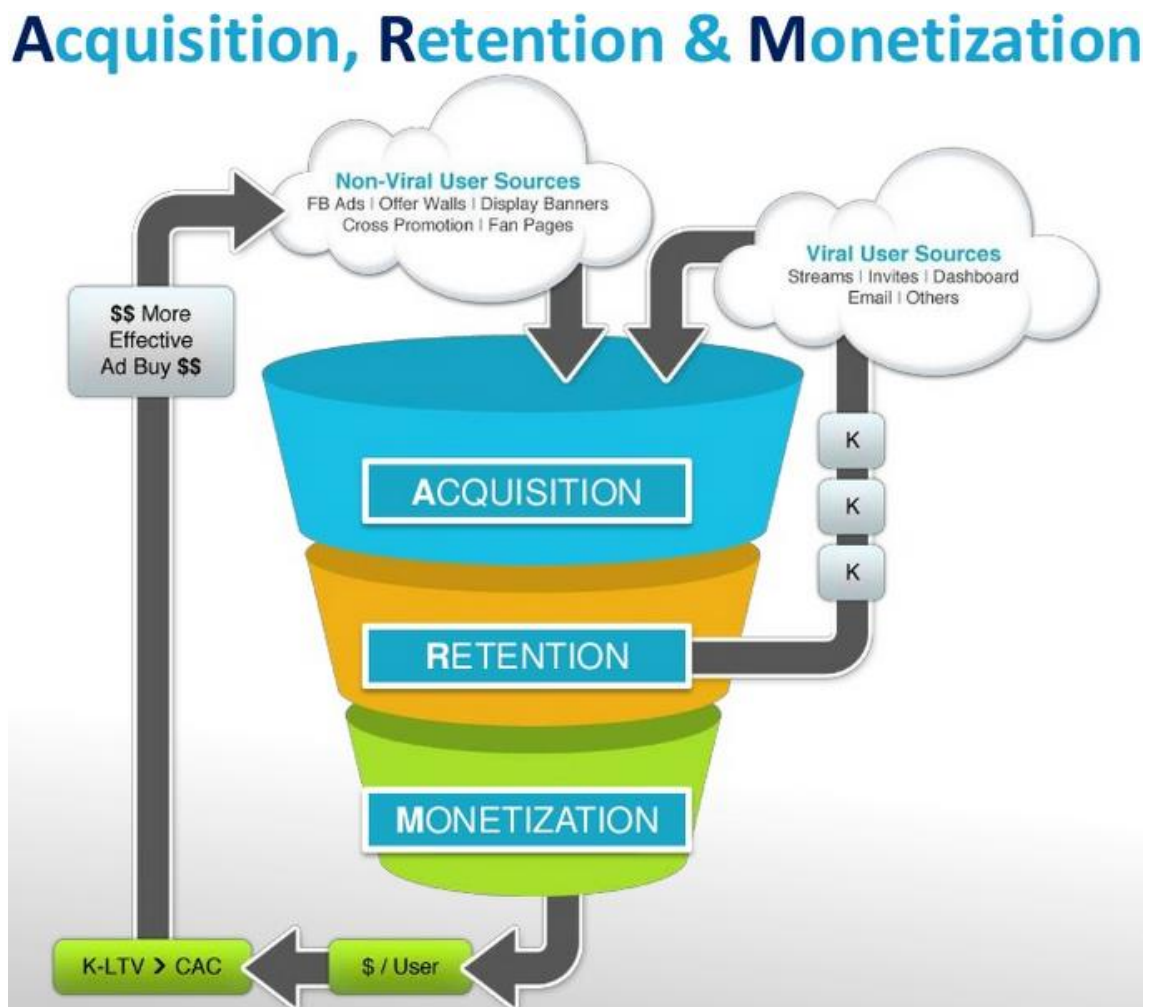 Acquisition, Retention & Monetization
Non-Viral User Sources
FB Ads | Offer Walls | Display Banners
Cross Promotion | Fan Pages
Viral User Sources
Streams | Invites | Dashboard
Email | Others
$$ More
Effective
Ad Buy $$
K
K
K
ACQUISITION
RETENTION
MONETIZATION
K-LTV > CAC
$ / User